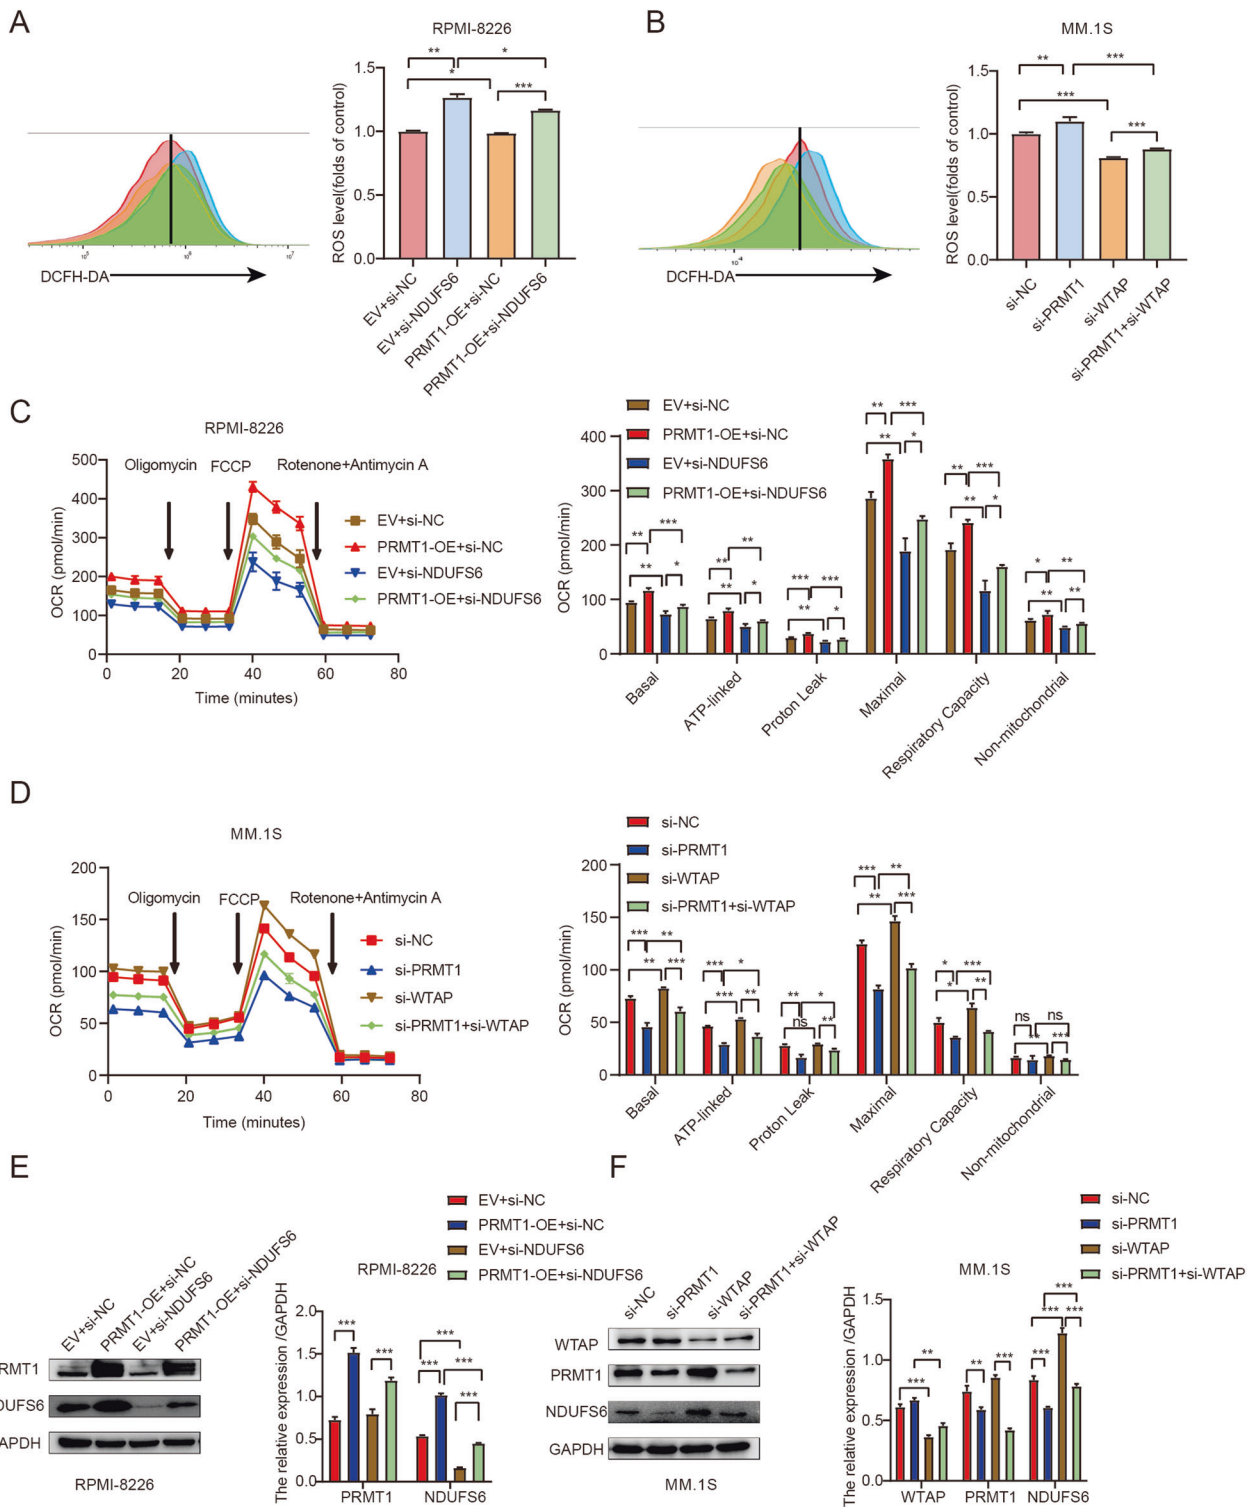 A
RPMI-8226
ROS level(folds of control)
1.5
1.0
0.5
0.0
** *
*
***
10⁵ 10⁶ 10⁷
DCFH-DA
EV+si-NC
EV+si-NDUFS6
PRMT1-OE+si-NC
PRMT1-OE+si-NDUFS6
B
MM.1S
ROS level(folds of control)
1.5
1.0
0.5
0.0
** ***
***
***
DCFH-DA
si-NC
si-PRMT1
si-WTAP
si-PRMT1+si-WTAP
C
RPMI-8226
OCR (pmol/min)
500
400
300
200
100
0
Oligomycin FCCP Rotenone+Antimycin A
EV+si-NC
PRMT1-OE+si-NC
EV+si-NDUFS6
PRMT1-OE+si-NDUFS6
0 20 40 60 80
Time (minutes)
EV+si-NC
PRMT1-OE+si-NC
EV+si-NDUFS6
PRMT1-OE+si-NDUFS6
OCR (pmol/min)
400
300
200
100
0
** *** ** *
** ** ** *
*** *** ** *
** *** ** *
** *** ** *
* ** ** **
Basal
ATP-linked
Proton Leak
Maximal
Respiratory Capacity
Non-mitochondrial
D
MM.1S
OCR (pmol/min)
200
150
100
50
0
Oligomycin FCCP Rotenone+Antimycin A
si-NC
si-PRMT1
si-WTAP
si-PRMT1+si-WTAP
0 20 40 60 80
Time (minutes)
si-NC
si-PRMT1
si-WTAP
si-PRMT1+si-WTAP
OCR (pmol/min)
200
150
100
50
0
*** ** ** ***
*** * *** **
** * ns **
*** ** ** ***
* *** * **
ns ns ** ***
Basal
ATP-linked
Proton Leak
Maximal
Respiratory Capacity
Non-mitochondrial
E
EV+si-NC
PRMT1-OE+si-NC
EV+si-NDUFS6
PRMT1-OE+si-NDUFS6
RMT1
DUFS6
APDH
RPMI-8226
EV+si-NC
PRMT1-OE+si-NC
EV+si-NDUFS6
PRMT1-OE+si-NDUFS6
RPMI-8226
The relative expression /GAPDH
2.0
1.5
1.0
0.5
0.0
*** ***
*** *** *** ***
PRMT1 NDUFS6
F
si-NC
si-PRMT1
si-WTAP
si-PRMT1+si-WTAP
WTAP
PRMT1
NDUFS6
GAPDH
MM.1S
si-NC
si-PRMT1
si-WTAP
si-PRMT1+si-WTAP
MM.1S
The relative expression /GAPDH
1.5
1.0
0.5
0.0
** ***
** ***
*** *** *** ***
WTAP PRMT1 NDUFS6